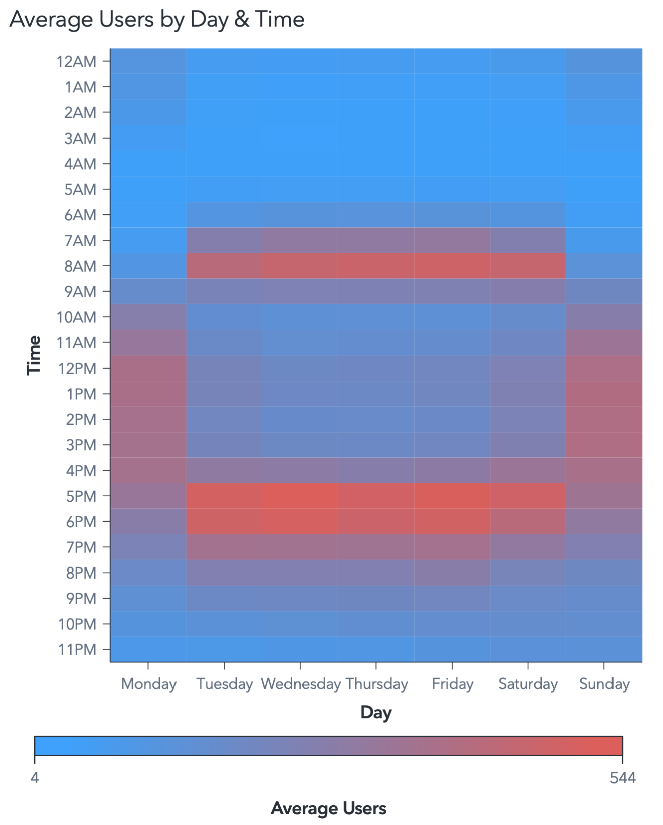 Average Users by Day & Time
12AM
1AM
2AM
3AM
4AM
5AM
6AM
7AM
8AM
9AM
10AM
11AM
12PM
1PM
2PM
3PM
4PM
5PM
6PM
7PM
8PM
9PM
10PM
11PM
Time
Monday Tuesday Wednesday Thursday Friday Saturday Sunday
Day
4 544
Average Users